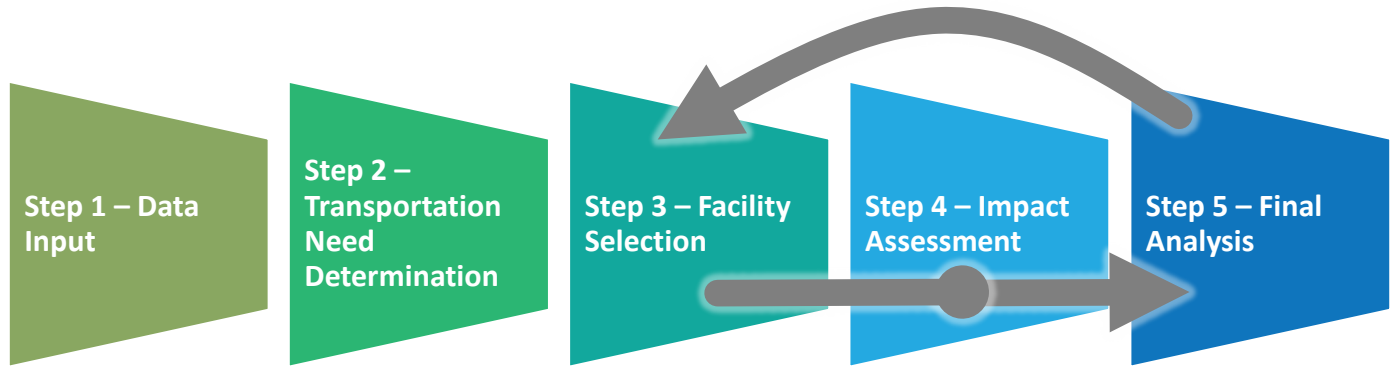 Step 1 – Data
Input
Step 2 –
Transportation
Need
Determination
Step 3 – Facility
Selection
Step 4 – Impact
Assessment
Step 5 – Final
Analysis